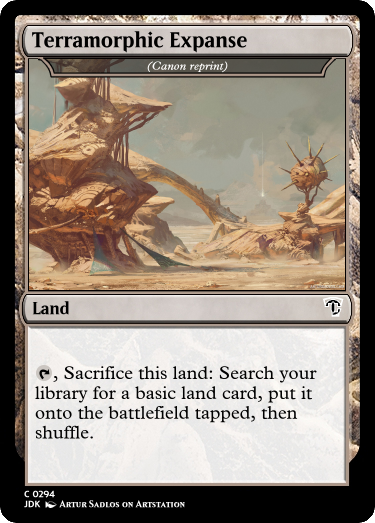 Terramorphic Expanse
(Canon reprint)
Land
, Sacrifice this land: Search your
library for a basic land card, put it
onto the battlefield tapped, then
shuffle.
C 0294
JDK Artur Sadlos on Artstation